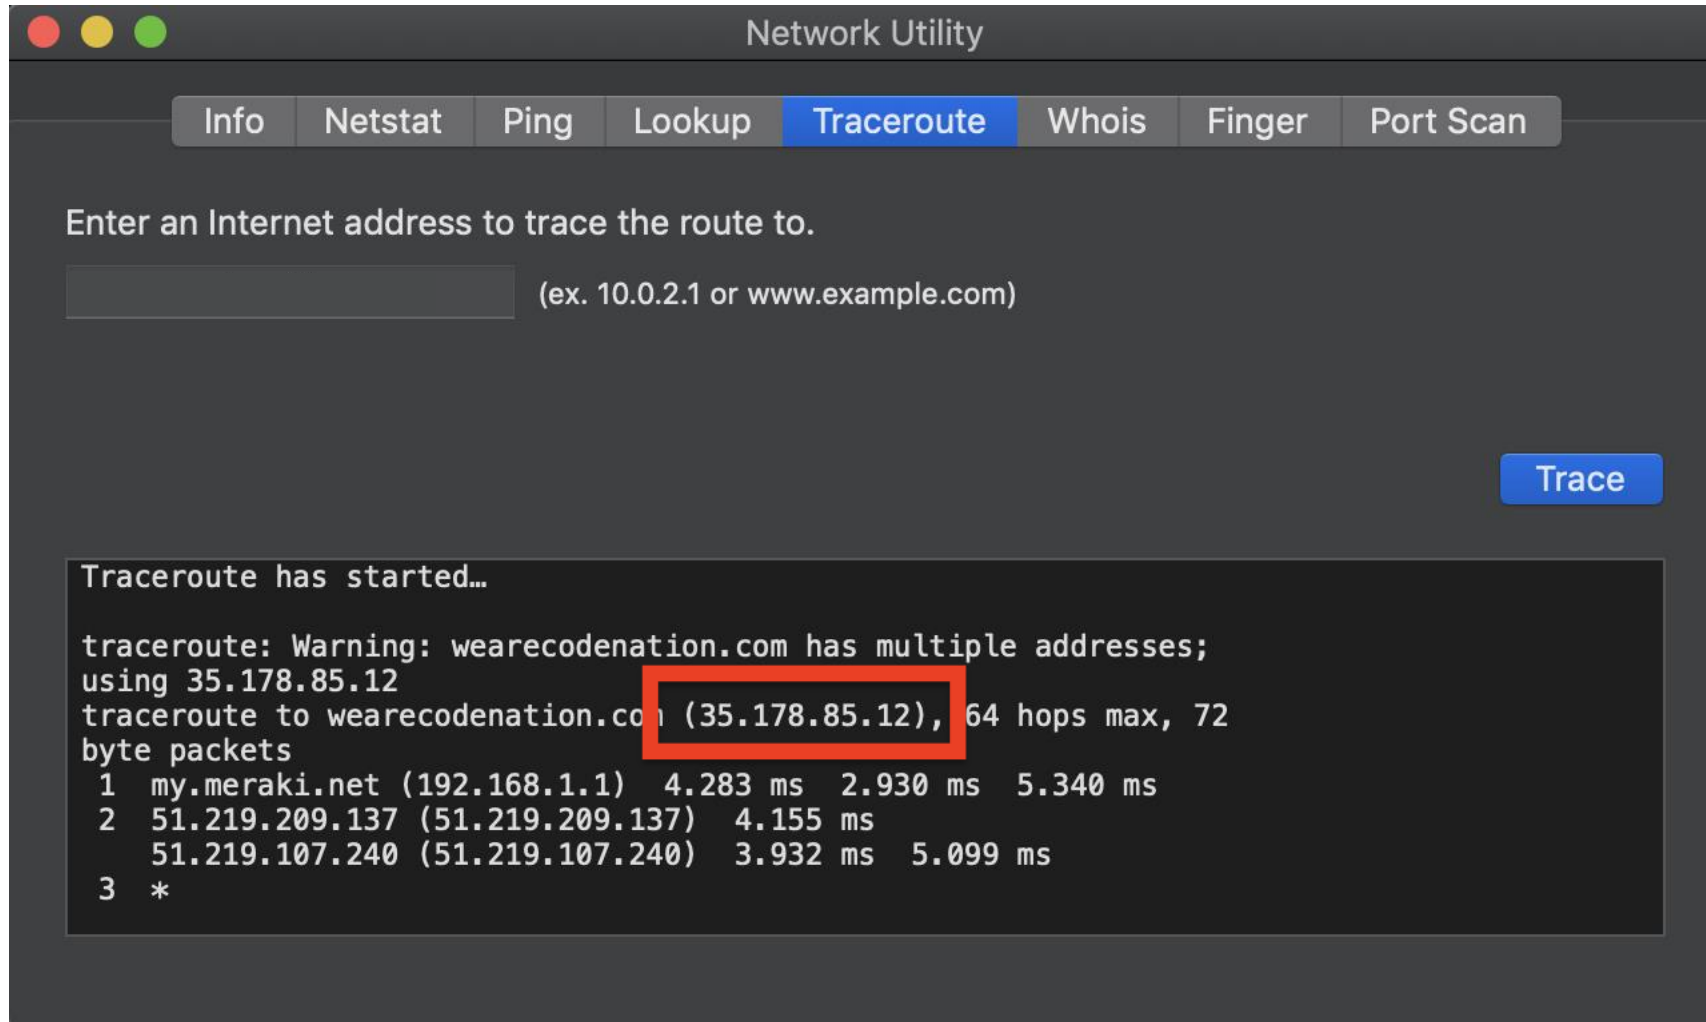 Network Utility
Info Netstat Ping Lookup Traceroute Whois Finger Port Scan
Enter an Internet address to trace the route to.
(ex. 10.0.2.1 or www.example.com)
Trace
Traceroute has started…
traceroute: Warning: wearecodenation.com has multiple addresses;
using 35.178.85.12
traceroute to wearecodenation.com (35.178.85.12), 64 hops max, 72
byte packets
1 my.meraki.net (192.168.1.1) 4.283 ms 2.930 ms 5.340 ms
2 51.219.209.137 (51.219.209.137) 4.155 ms
51.219.107.240 (51.219.107.240) 3.932 ms 5.099 ms
3 *